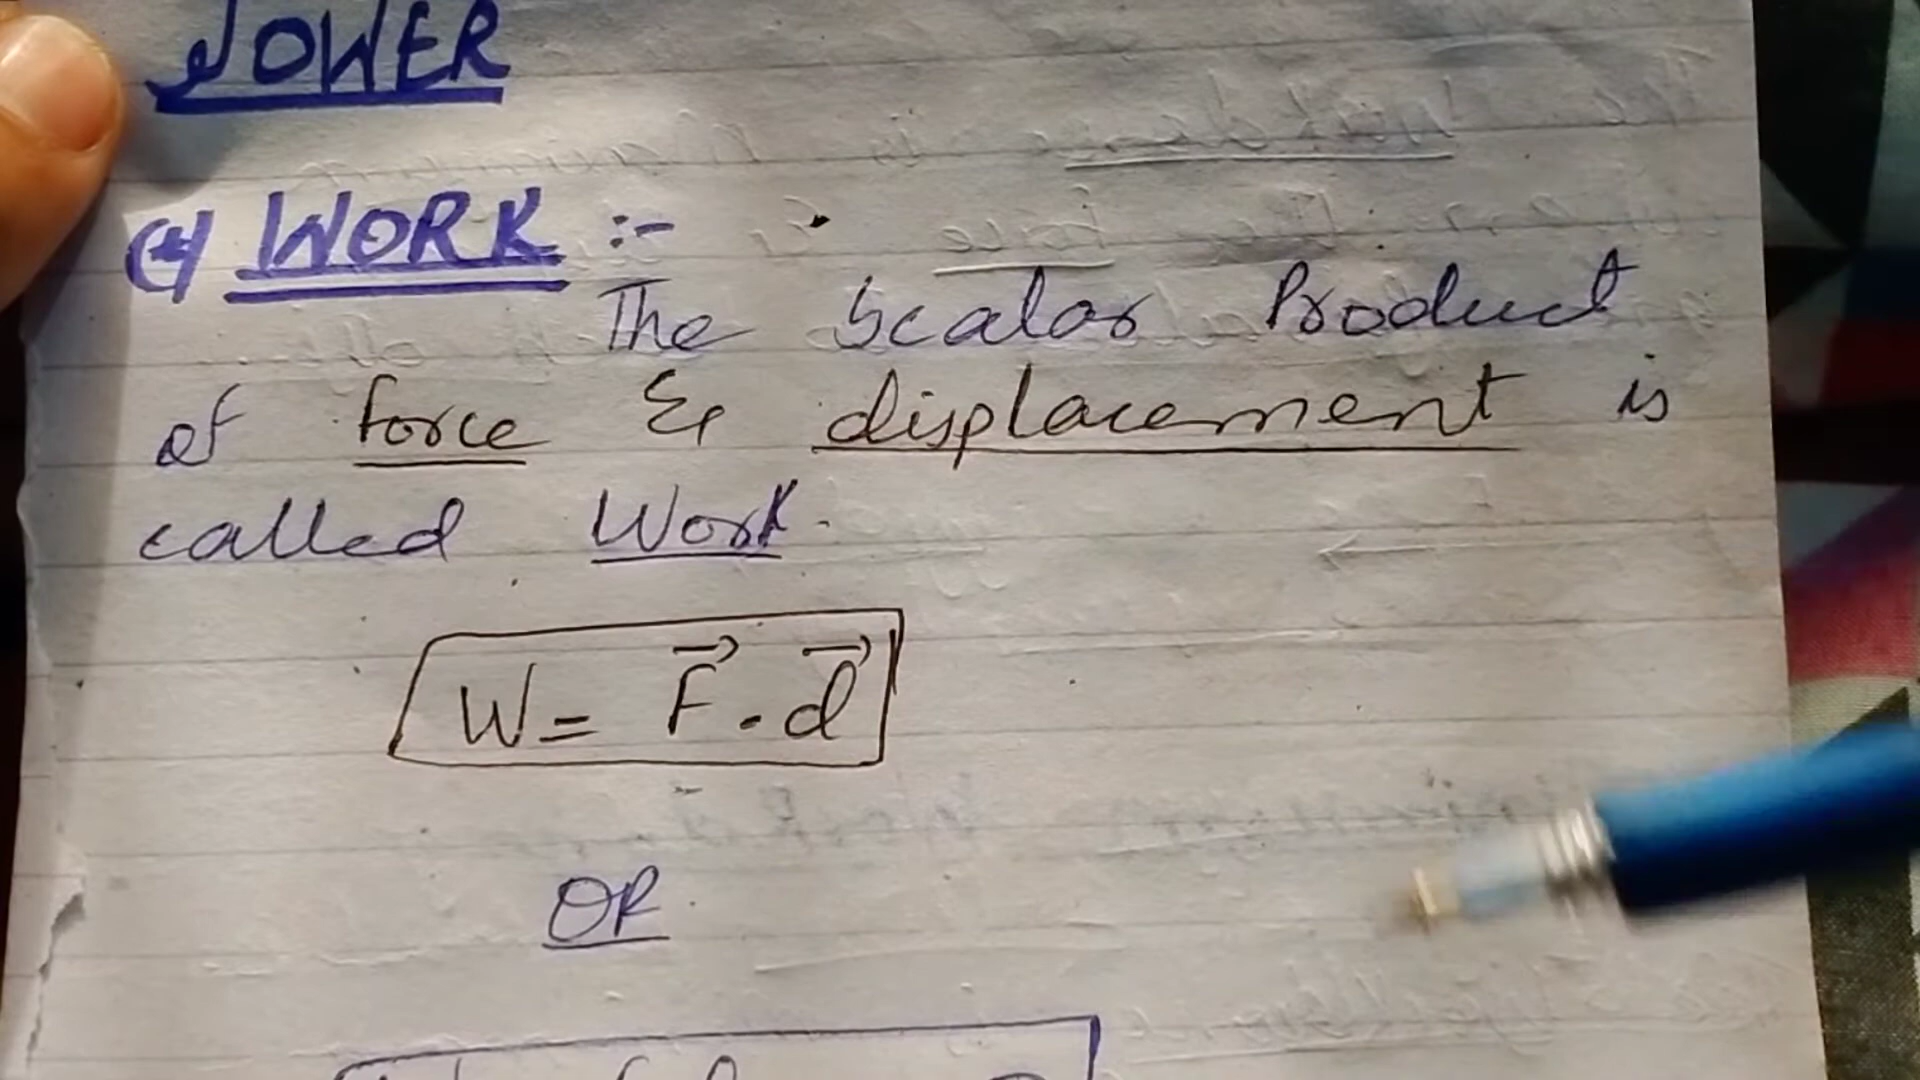 POWER
(*) WORK :-
The Scalar Product
of force & displacement is
called Work.
W = F⃗ . d⃗
OR